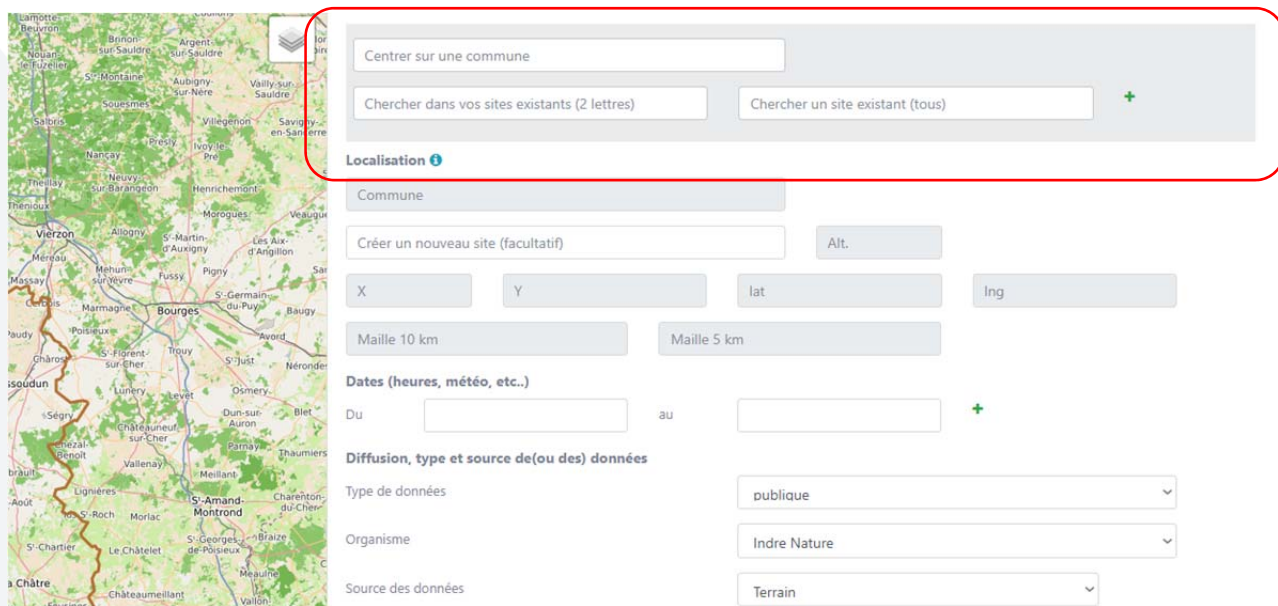 Lamotte-
Beuvron
Brinon-
sur-Sauldre
Argent-
sur-Sauldre
Nouan-
le-Fuzelier
Sᵗᵉ-Montaine
Aubigny-
sur-Nère
Vailly-sur-
Sauldre
Souesmes
Salbris
Villegenon
Savigny-
en-Sancerre
Presly
Ivoy-le-
Pré
Nançay
Neuvy-
sur-Barangeon
Henrichemont
Theillay
Thénioux
Morogues
Vierzon
Allogny
Sᵗ-Martin-
d'Auxigny
Les Aix-
d'Angillon
Méreau
Mehun-
sur-Yèvre
Fussy
Pigny
Massay
Sᵗ-Germain-
du-Puy
Cerbois
Marmagne
Bourges
Baugy
Poisieux
Avord
Chârost
Sᵗ-Florent-
sur-Cher
Trouy
Sᵗ-Just
Lunery
Levet
Osmery
Ségry
Dun-sur-
Auron
Blet
Châteauneuf-
sur-Cher
Chezal-
Benoît
Parnay
Thaumiers
Vallenay
Meillant
Lignières
Sᵗ-Amand-
Montrond
Charenton-
du-Cher
Sᵗ-Roch
Morlac
Sᵗ-Georges-
de-Poisieux
Braize
Sᵗ-Chartier
Le Châtelet
Meaulne
Châteaumeillant
Vallon-
Centrer sur une commune
Chercher dans vos sites existants (2 lettres)
Chercher un site existant (tous)
Localisation
Commune
Créer un nouveau site (facultatif)
Alt.
X
Y
lat
lng
Maille 10 km
Maille 5 km
Dates (heures, météo, etc..)
Du
au
Diffusion, type et source de(ou des) données
Type de données
publique
Organisme
Indre Nature
Source des données
Terrain